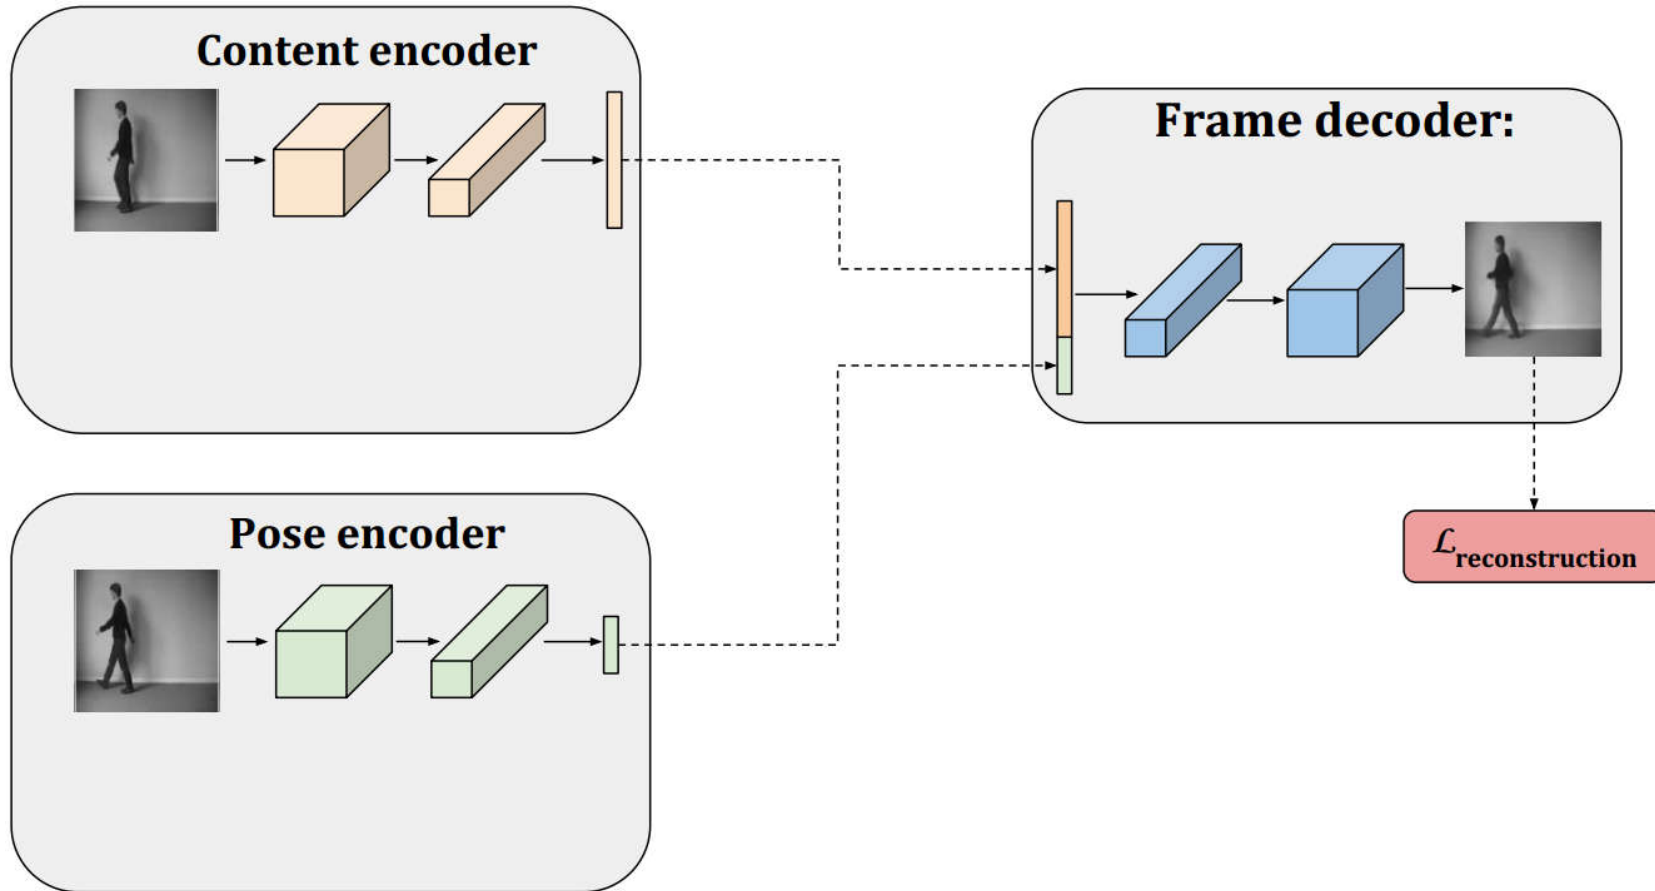 Content encoder
Frame decoder:
Pose encoder
ℒreconstruction